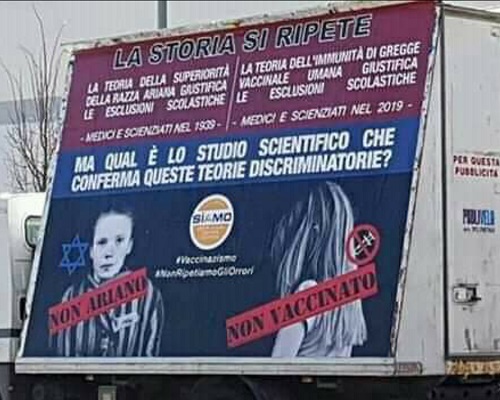 LA STORIA SI RIPETE
LA TEORIA DELLA SUPERIORITÀ
DELLA RAZZA ARIANA GIUSTIFICA
LE ESCLUSIONI SCOLASTICHE
- MEDICI E SCIENZIATI NEL 1939 -
LA TEORIA DELL'IMMUNITÀ DI GREGGE
VACCINALE UMANA GIUSTIFICA
LE ESCLUSIONI SCOLASTICHE
- MEDICI E SCIENZIATI NEL 2019 -
MA QUAL È LO STUDIO SCIENTIFICO CHE
CONFERMA QUESTE TEORIE DISCRIMINATORIE?
SIAMO
#Vaccinazismo
#NonRipetiamoGliOrrori
NON ARIANO
NON VACCINATO
PER QUESTA
PUBBLICITÀ
PUBLIVELA